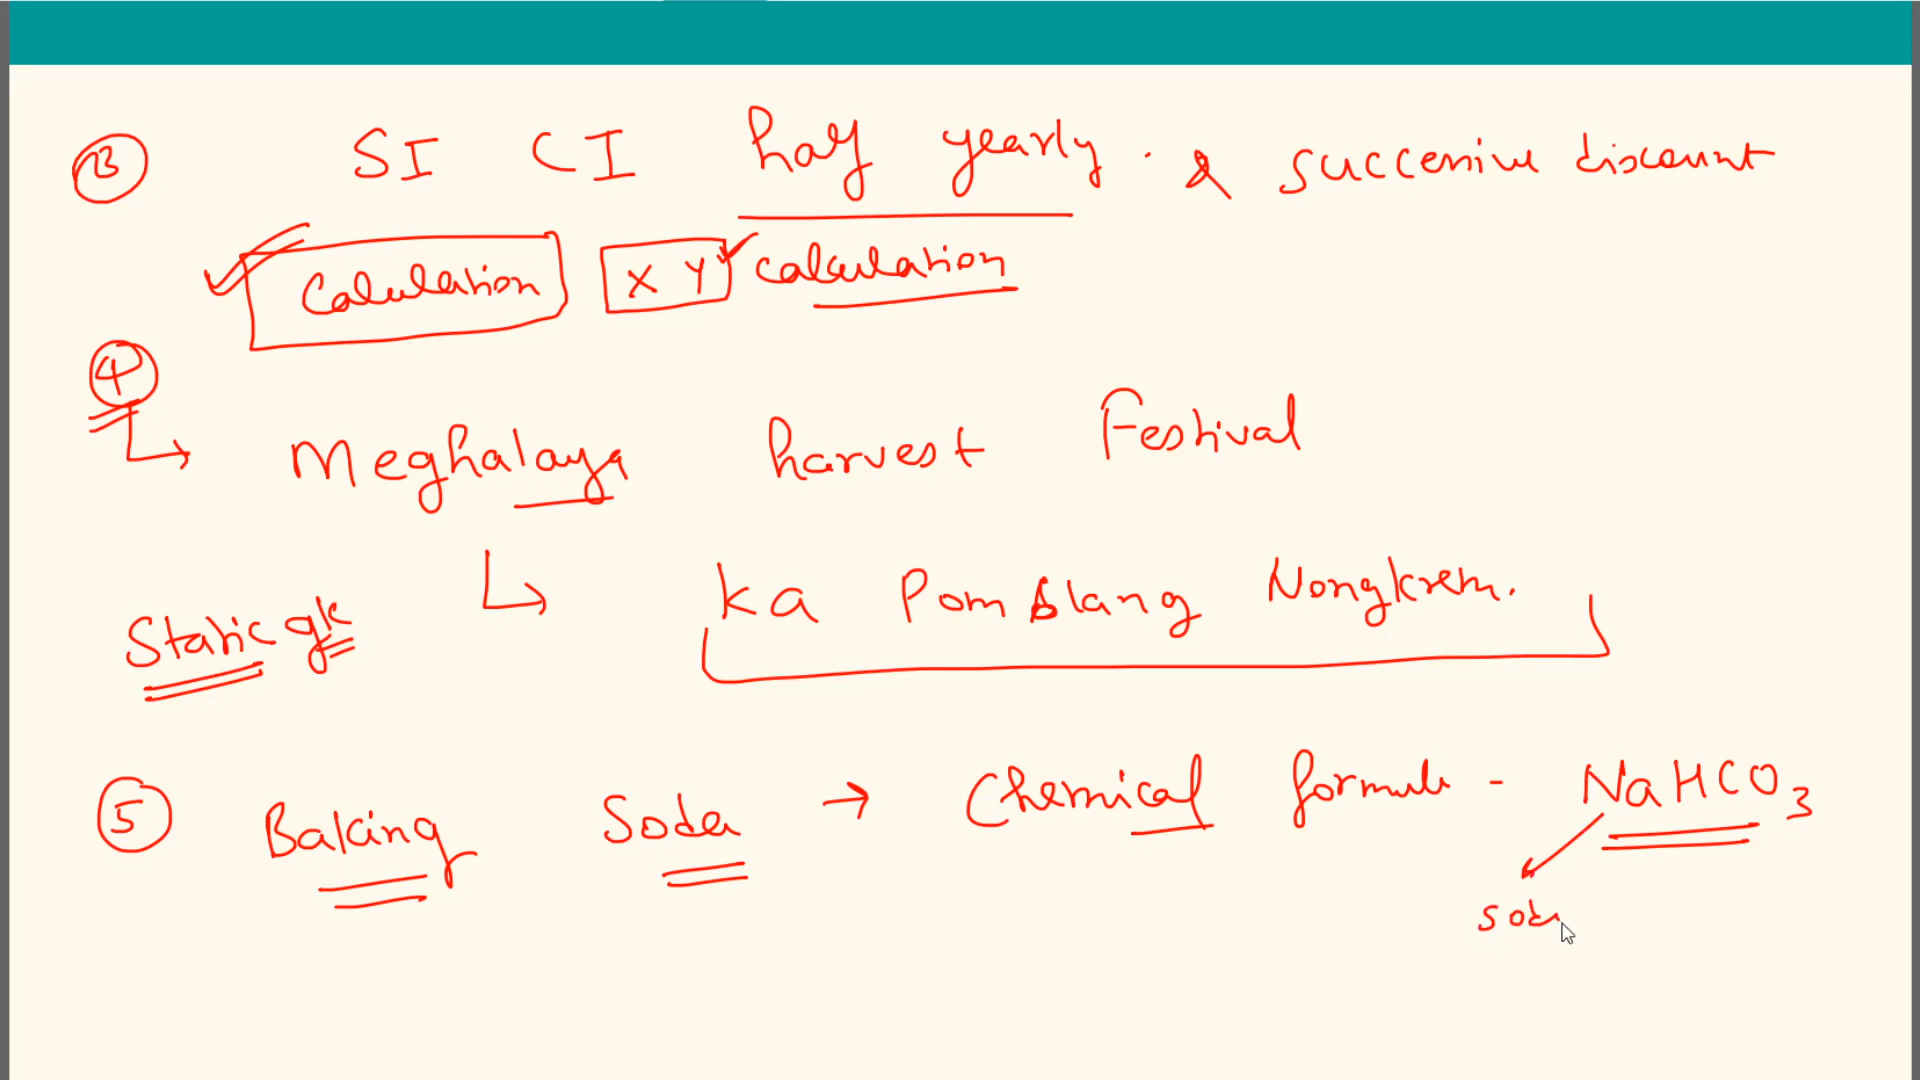 3 SI CI half yearly. & successive discount
Calculation X Y calculation
4
Meghalaya harvest Festival
Static gk ka Pomblang Nongkrem.
5 Baking Soda → Chemical formula - NaHCO3
sodi